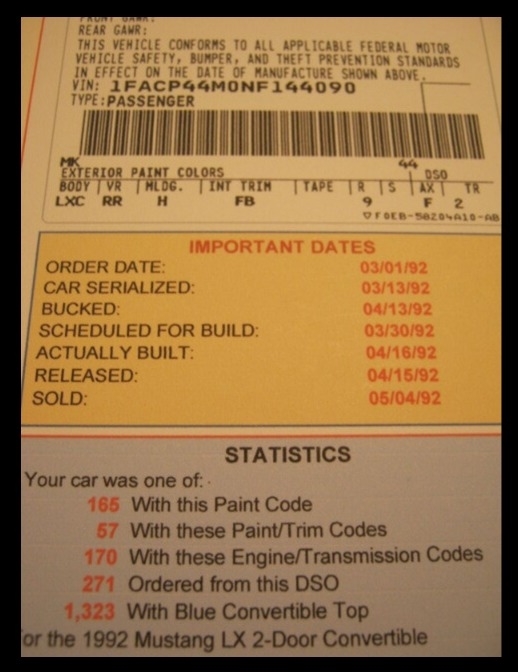 FRONT GAWR:
REAR GAWR:
THIS VEHICLE CONFORMS TO ALL APPLICABLE FEDERAL MOTOR
VEHICLE SAFETY, BUMPER, AND THEFT PREVENTION STANDARDS
IN EFFECT ON THE DATE OF MANUFACTURE SHOWN ABOVE.
VIN: 1FACP44M0NF144090
TYPE: PASSENGER
MK 44
EXTERIOR PAINT COLORS DSO
BODY VR MLDG. INT TRIM TAPE R S AX TR
LXC RR H FB 9 F 2
F0EB-58204A10-AB
IMPORTANT DATES
ORDER DATE: 03/01/92
CAR SERIALIZED: 03/13/92
BUCKED: 04/13/92
SCHEDULED FOR BUILD: 03/30/92
ACTUALLY BUILT: 04/16/92
RELEASED: 04/15/92
SOLD: 05/04/92
STATISTICS
Your car was one of:
165 With this Paint Code
57 With these Paint/Trim Codes
170 With these Engine/Transmission Codes
271 Ordered from this DSO
1,323 With Blue Convertible Top
or the 1992 Mustang LX 2-Door Convertible